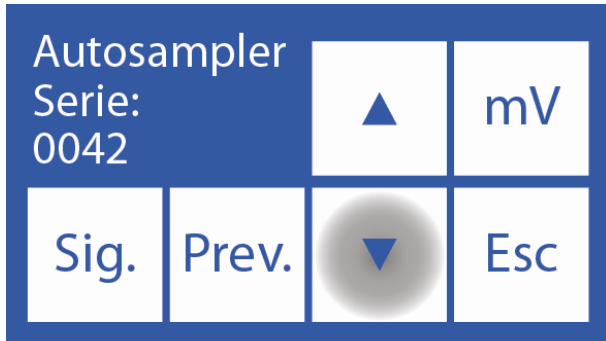 Autosampler
Serie:
0042
▲
mV
Sig.
Prev.
▼
Esc